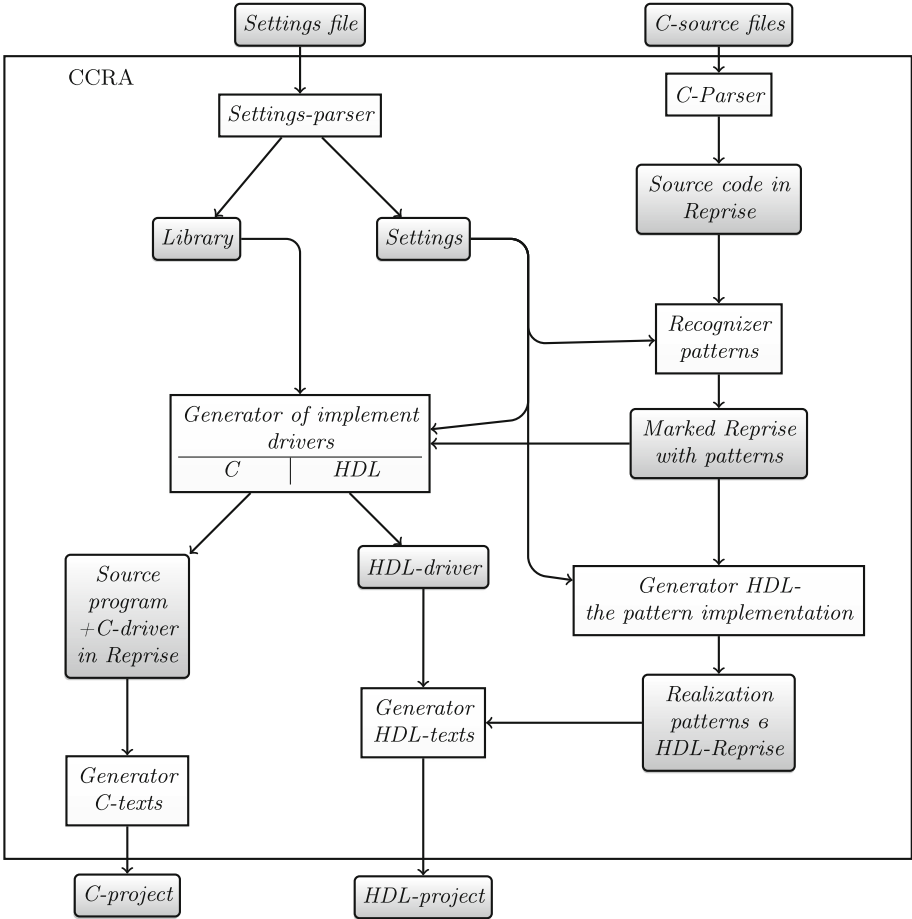 Settings file
C-source files
CCRA
Settings-parser
C-Parser
Source code in
Reprise
Library
Settings
Recognizer
patterns
Generator of implement
drivers
C
HDL
Marked Reprise
with patterns
Source
program
+C-driver
in Reprise
HDL-driver
Generator HDL-
the pattern implementation
Generator
HDL-texts
Realization
patterns в
HDL-Reprise
Generator
C-texts
C-project
HDL-project